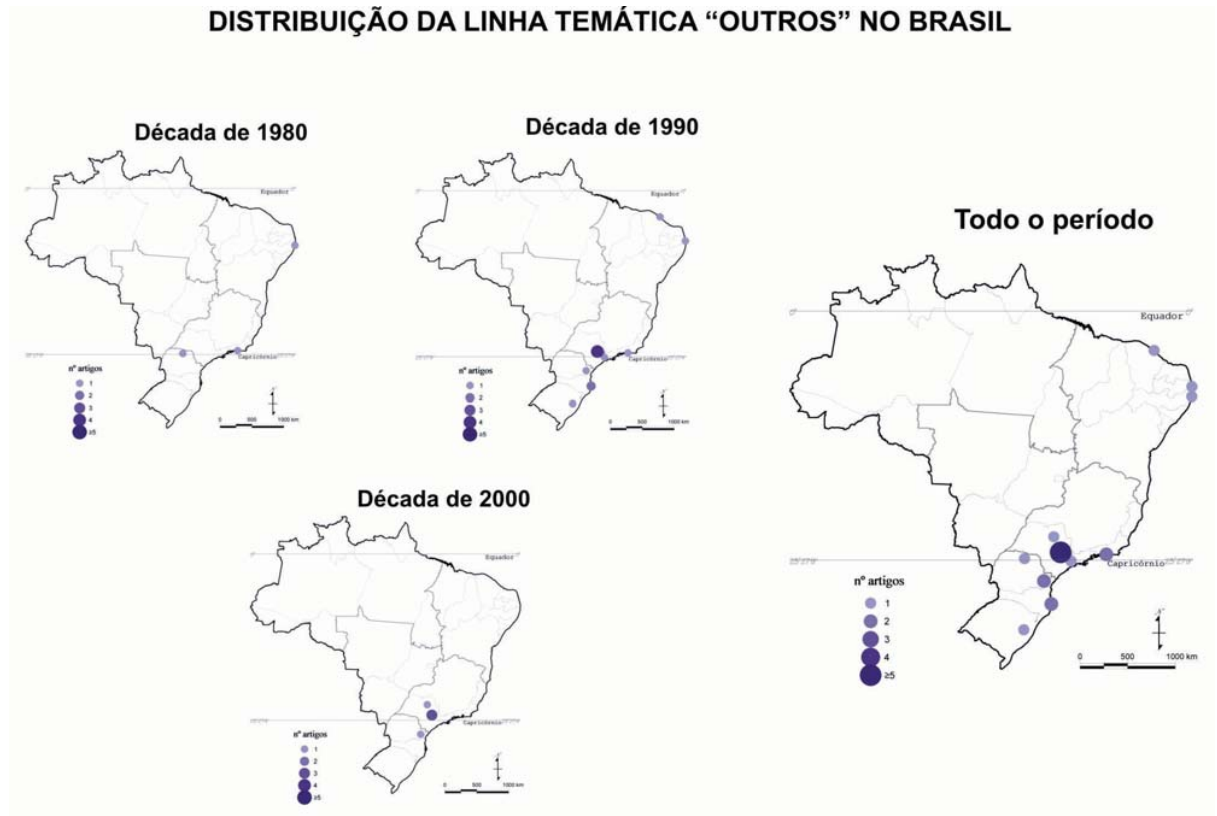 DISTRIBUIÇÃO DA LINHA TEMÁTICA “OUTROS” NO BRASIL
Década de 1980
Equador
Capricórnio
nº artigos
1
2
3
4
≥5
0 500 1000 km
Década de 1990
Equador
Capricórnio
nº artigos
1
2
3
4
≥5
0 500 1000 km
Década de 2000
Equador
Capricórnio
nº artigos
1
2
3
4
≥5
0 500 1000 km
Todo o período
0°
Equador
0°
Capricórnio
nº artigos
1
2
3
4
≥5
0 500 1000 km